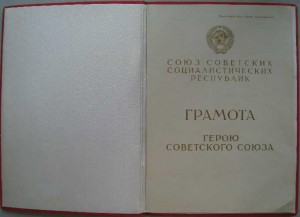 СОЮЗ СОВЕТСКИХ
СОЦИАЛИСТИЧЕСКИХ
РЕСПУБЛИК
ГРАМОТА
ГЕРОЮ
СОВЕТСКОГО СОЮЗА